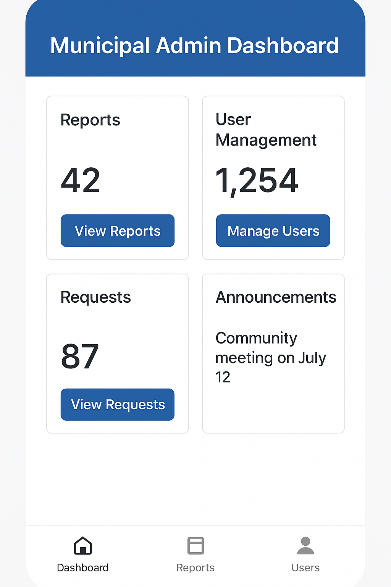 Municipal Admin Dashboard
Reports
42
View Reports
User
Management
1,254
Manage Users
Requests
87
View Requests
Announcements
Community
meeting on July
12
Dashboard
Reports
Users